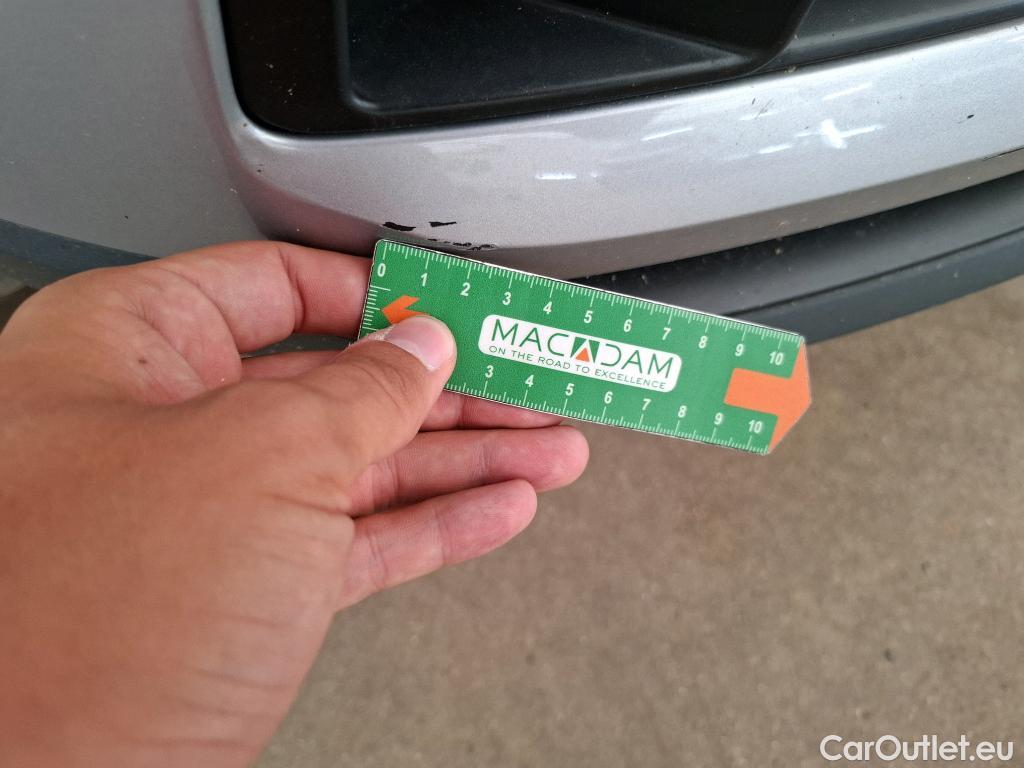 0 1 2 3 4 5 6 7 8 9 10
MACADAM
ON THE ROAD TO EXCELLENCE
3 4 5 6 7 8 9 10
CarOutlet.eu